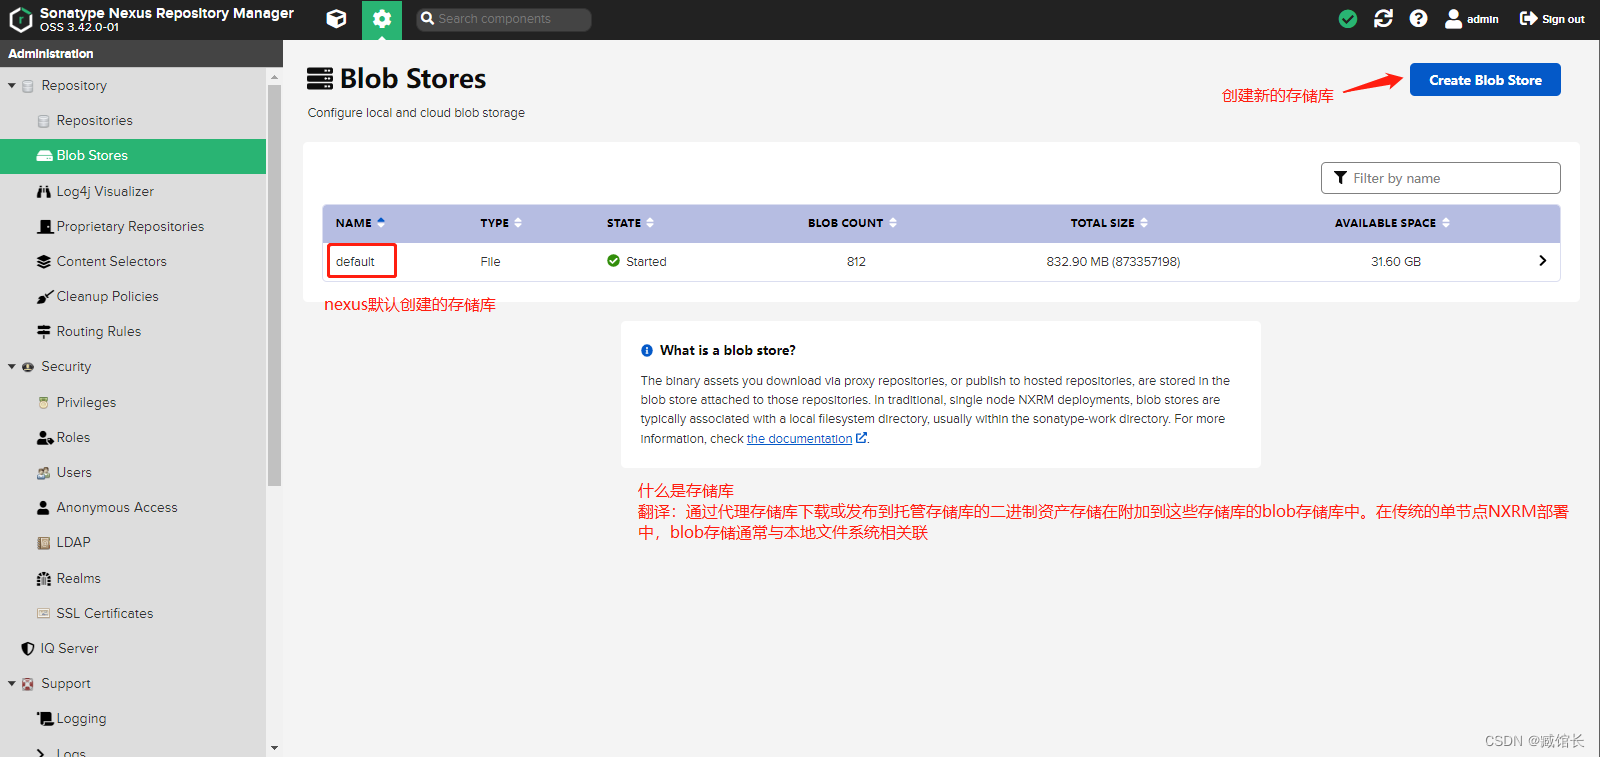 Sonatype Nexus Repository Manager
OSS 3.42.0-01
Search components
admin
Sign out
Administration
Repository
Repositories
Blob Stores
Log4j Visualizer
Proprietary Repositories
Content Selectors
Cleanup Policies
Routing Rules
Security
Privileges
Roles
Users
Anonymous Access
LDAP
Realms
SSL Certificates
IQ Server
Support
Logging
Logs
Blob Stores
Configure local and cloud blob storage
创建新的存储库
Create Blob Store
Filter by name
NAME TYPE STATE BLOB COUNT TOTAL SIZE AVAILABLE SPACE
default File Started 812 832.90 MB (873357198) 31.60 GB
nexus默认创建的存储库
What is a blob store?
The binary assets you download via proxy repositories, or publish to hosted repositories, are stored in the
blob store attached to those repositories. In traditional, single node NXRM deployments, blob stores are
typically associated with a local filesystem directory, usually within the sonatype-work directory. For more
information, check the documentation.
什么是存储库
翻译：通过代理存储库下载或发布到托管存储库的二进制资产存储在附加到这些存储库的blob存储库中。在传统的单节点NXRM部署
中，blob存储通常与本地文件系统相关联
CSDN @臧馆长